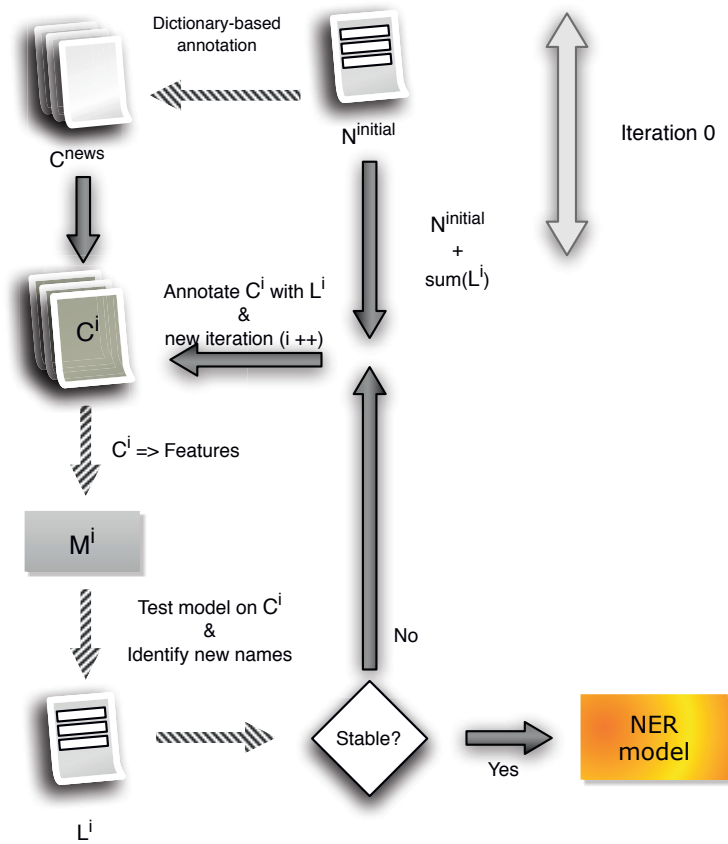 Dictionary-based
annotation
C^news
N^initial
Iteration 0
N^initial
+
sum(L^i)
Annotate C^i with L^i
&
new iteration (i ++)
C^i
C^i => Features
M^i
Test model on C^i
&
Identify new names
No
Stable?
Yes
NER
model
L^i